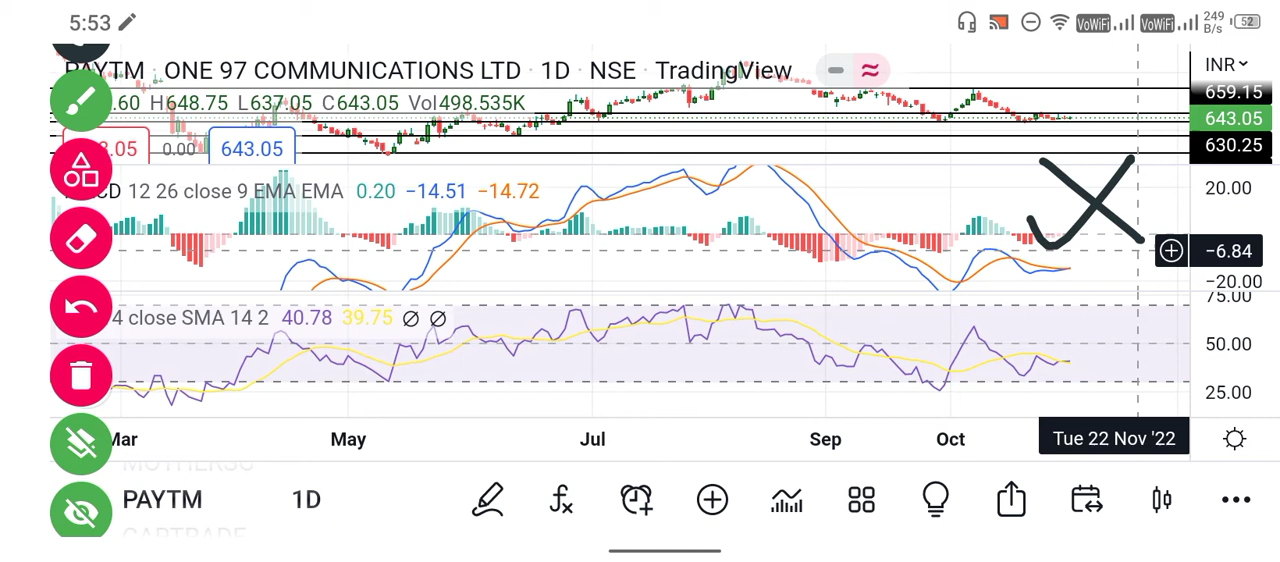 5:53 VoWiFi VoWiFi 249 B/s 52
PAYTM · ONE 97 COMMUNICATIONS LTD · 1D · NSE · TradingView INR
.60 H648.75 L637.05 C643.05 Vol498.535K 659.15
643.05
.05 0.00 643.05 630.25
CD 12 26 close 9 EMA EMA 0.20 −14.51 −14.72 20.00
−6.84
−20.00
75.00
4 close SMA 14 2 40.78 39.75 Ø Ø
50.00
25.00
Mar May Jul Sep Oct Tue 22 Nov '22
MOTHERSO
PAYTM 1D
CARTRADE